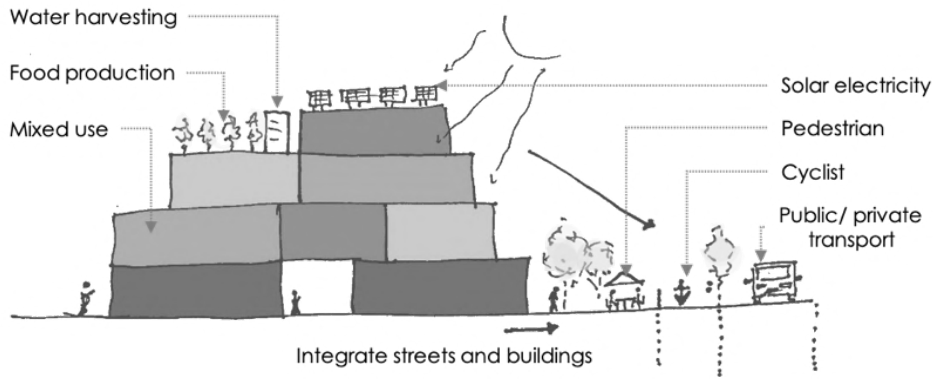 Water harvesting
Food production
Mixed use
Solar electricity
Pedestrian
Cyclist
Public/ private
transport
Integrate streets and buildings